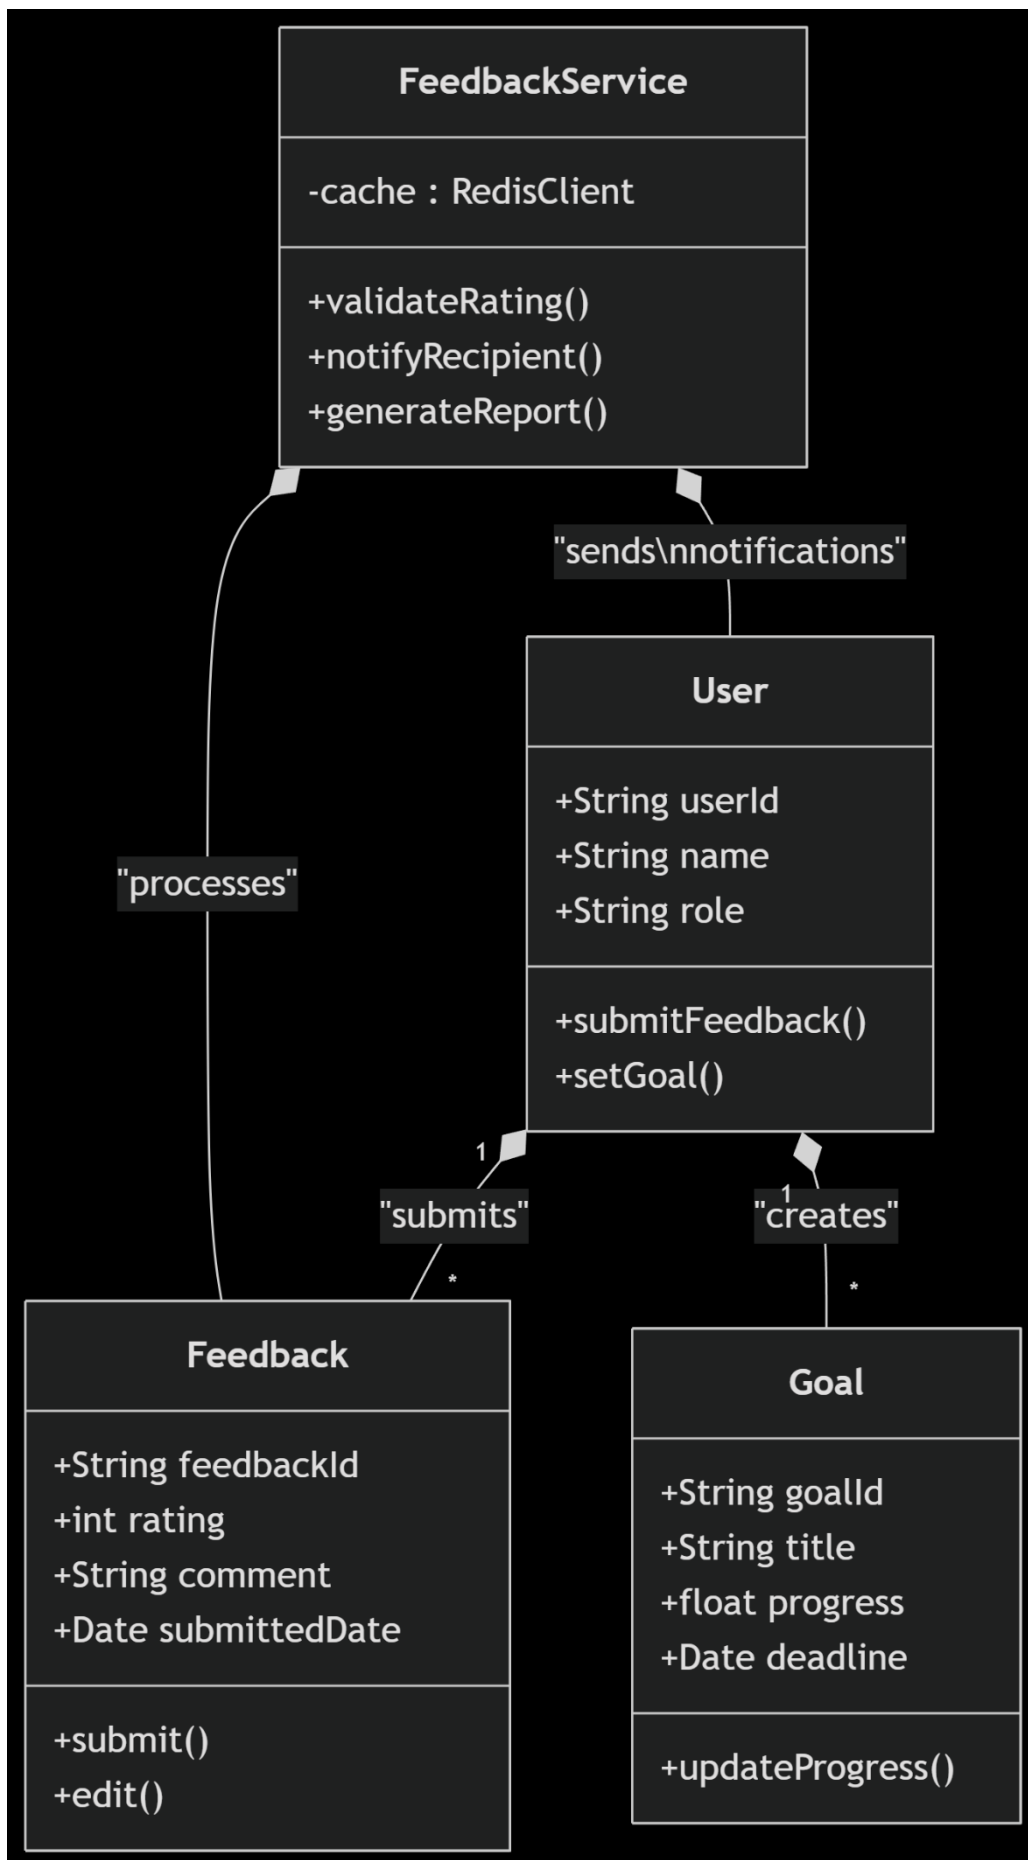 FeedbackService
-cache : RedisClient
+validateRating()
+notifyRecipient()
+generateReport()
"sends\nnotifications"
User
+String userId
+String name
+String role
"processes"
+submitFeedback()
+setGoal()
1
"submits"
*
1
"creates"
*
Feedback
+String feedbackId
+int rating
+String comment
+Date submittedDate
+submit()
+edit()
Goal
+String goalId
+String title
+float progress
+Date deadline
+updateProgress()